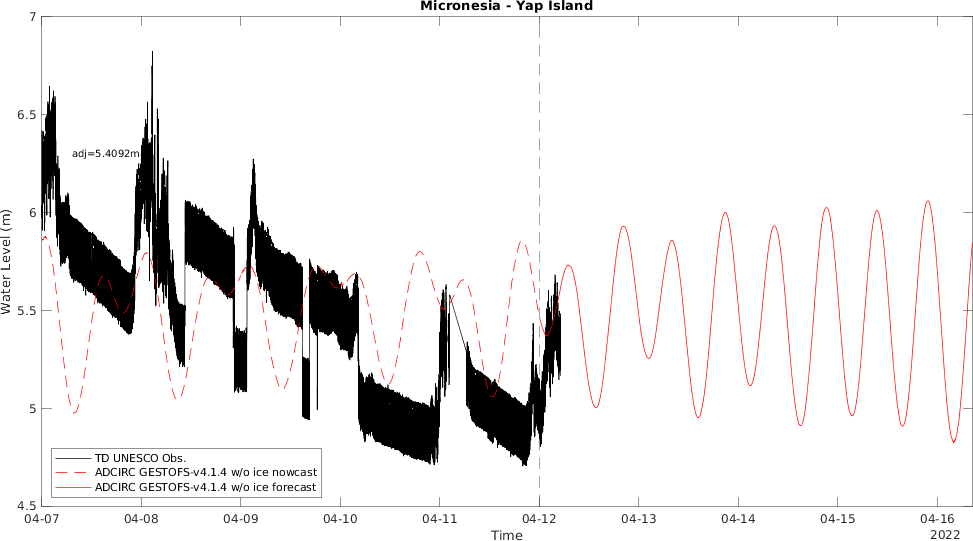 Micronesia - Yap Island
Water Level (m)
7
6.5
6
5.5
5
4.5
adj=5.4092m
TD UNESCO Obs.
ADCIRC GESTOFS-v4.1.4 w/o ice nowcast
ADCIRC GESTOFS-v4.1.4 w/o ice forecast
04-07 04-08 04-09 04-10 04-11 04-12 04-13 04-14 04-15 04-16
Time
2022